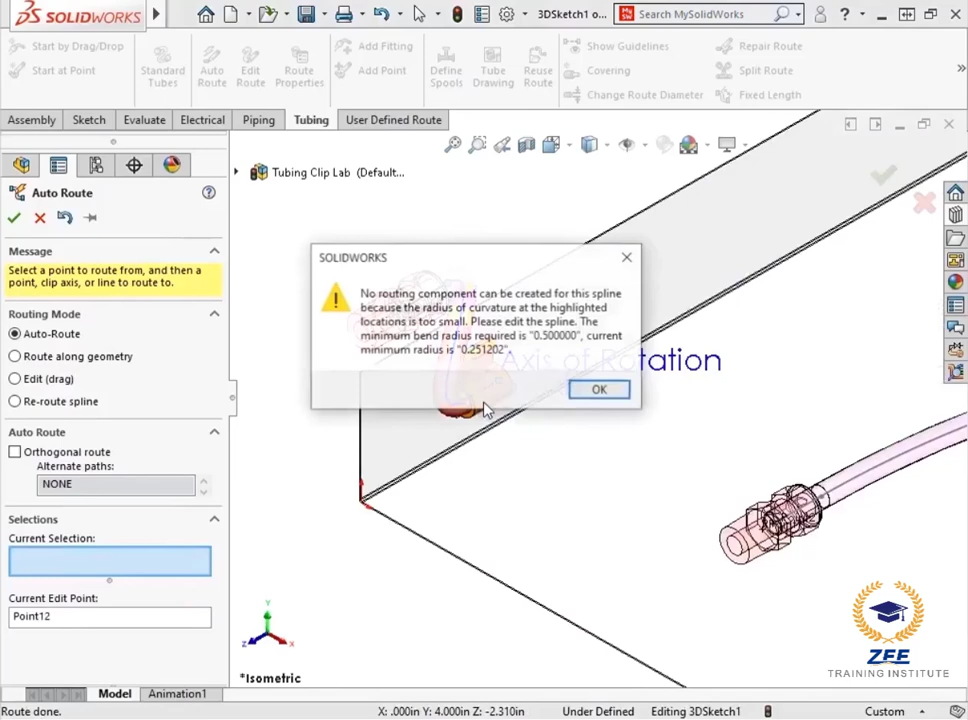 SOLIDWORKS
3DSketch1 o...
Search MySolidWorks
Start by Drag/Drop
Start at Point
Standard Tubes
Auto Route
Edit Route
Route Properties
Add Fitting
Add Point
Define Spools
Tube Drawing
Reuse Route
Show Guidelines
Covering
Change Route Diameter
Repair Route
Split Route
Fixed Length
Assembly
Sketch
Evaluate
Electrical
Piping
Tubing
User Defined Route
Tubing Clip Lab (Default...
Auto Route
Message
Select a point to route from, and then a
point, clip axis, or line to route to.
Routing Mode
Auto-Route
Route along geometry
Edit (drag)
Re-route spline
Auto Route
Orthogonal route
Alternate paths:
NONE
Selections
Current Selection:
Current Edit Point:
Point12
SOLIDWORKS
No routing component can be created for this spline
because the radius of curvature at the highlighted
locations is too small. Please edit the spline. The
minimum bend radius required is "0.500000", current
minimum radius is "0.251202".
OK
Axis of Rotation
Y
Z
X
*Isometric
ZEE
TRAINING INSTITUTE
Model
Animation1
Route done.
X: .000in Y: 4.000in Z: -2.310in
Under Defined
Editing 3DSketch1
Custom